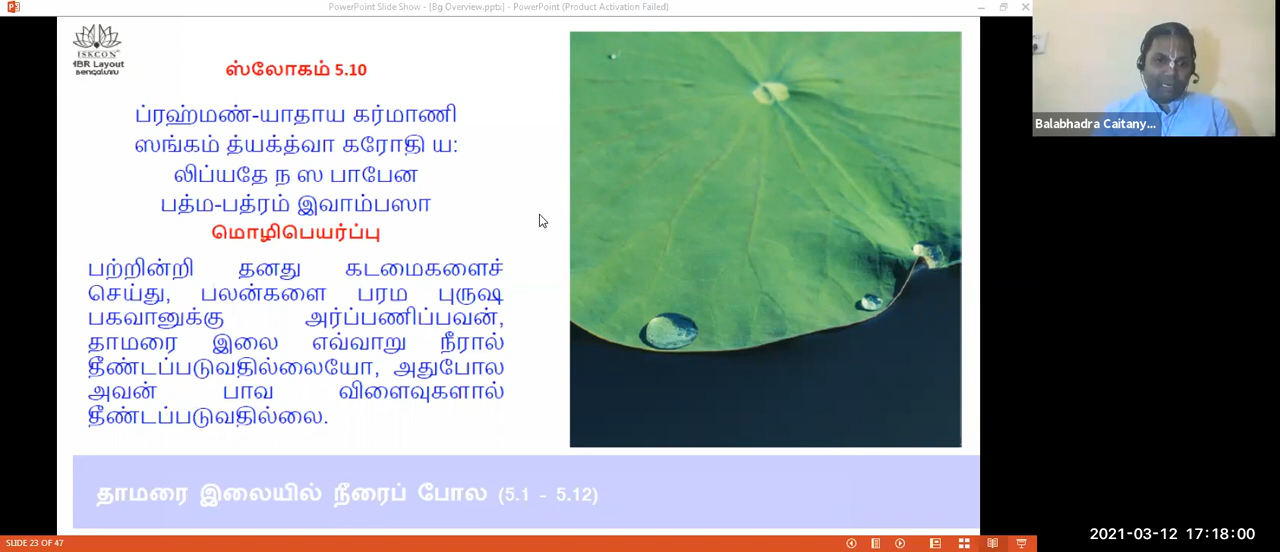 PowerPoint Slide Show - [Bg Overview.pptx] - PowerPoint (Product Activation Failed)
ISKCON
HBR Layout
Bengaluru
ஸ்லோகம் 5.10
ப்ரஹ்மண்-யாதாய கர்மாணி
ஸங்கம் த்யக்த்வா கரோதி ய:
லிப்யதே ந ஸ பாபேன
பத்ம-பத்ரம் இவாம்பஸா
மொழிபெயர்ப்பு
பற்றின்றி தனது கடமைகளைச்
செய்து, பலன்களை பரம புருஷ
பகவானுக்கு அர்ப்பணிப்பவன்,
தாமரை இலை எவ்வாறு நீரால்
தீண்டப்படுவதில்லையோ, அதுபோல
அவன் பாவ விளைவுகளால்
தீண்டப்படுவதில்லை.
தாமரை இலையில் நீரைப் போல (5.1 - 5.12)
Balabhadra Caitany...
2021-03-12 17:18:00
SLIDE 23 OF 47